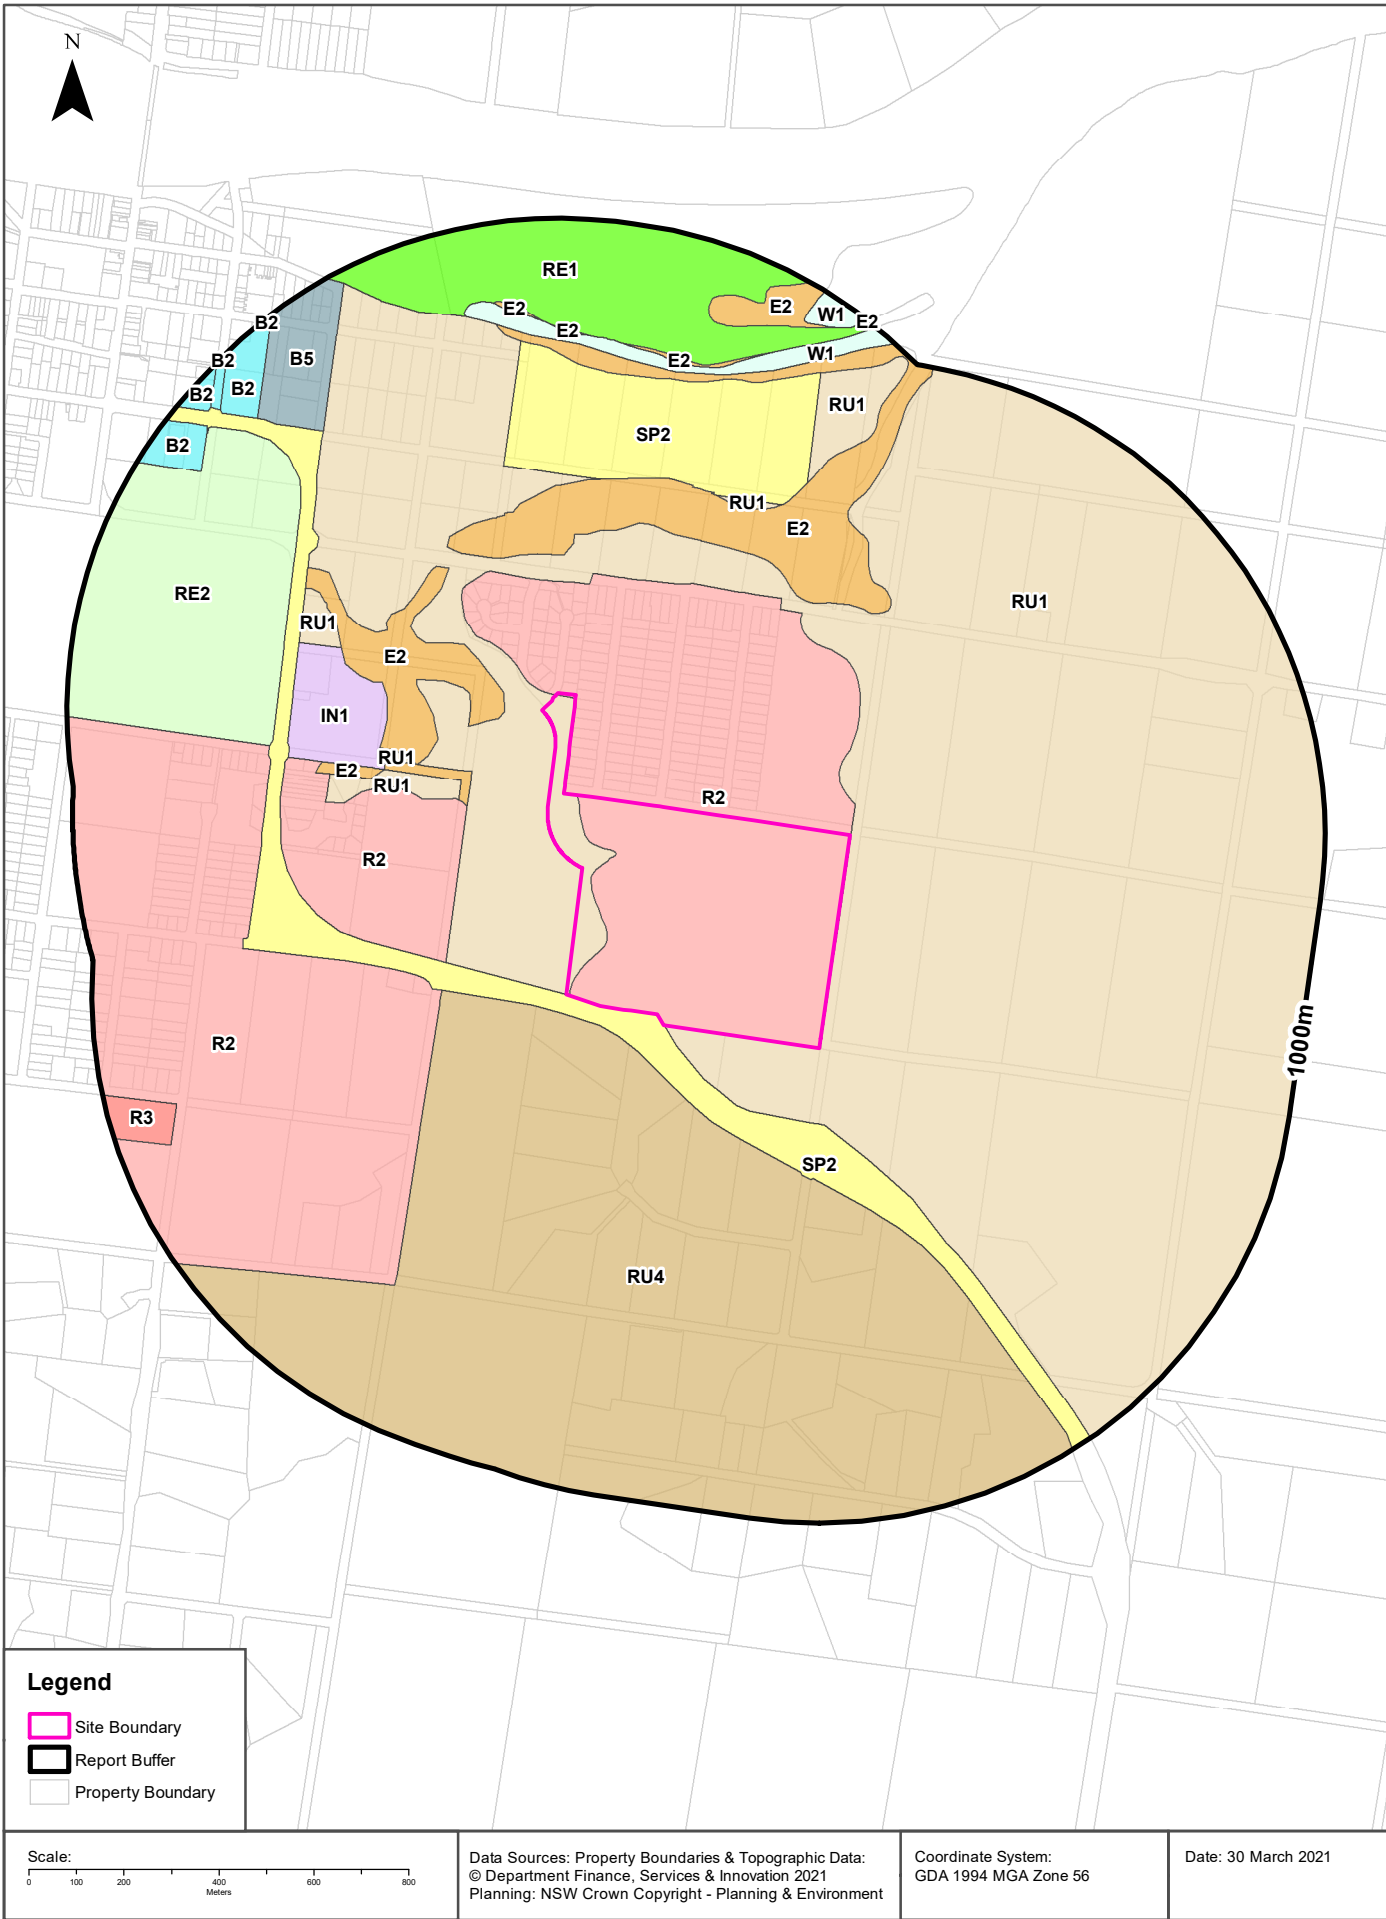 N
RE1
E2
E2
W1
E2
B2
E2
W1
B5
B2
E2
B2
B2
RU1
SP2
B2
RU1
E2
RE2
RU1
RU1
E2
IN1
RU1
E2
RU1
R2
R2
1000m
R2
R3
SP2
RU4
Legend
Site Boundary
Report Buffer
Property Boundary
Scale:
0 100 200 400 600 800
Meters
Data Sources: Property Boundaries & Topographic Data:
© Department Finance, Services & Innovation 2021
Planning: NSW Crown Copyright - Planning & Environment
Coordinate System:
GDA 1994 MGA Zone 56
Date: 30 March 2021